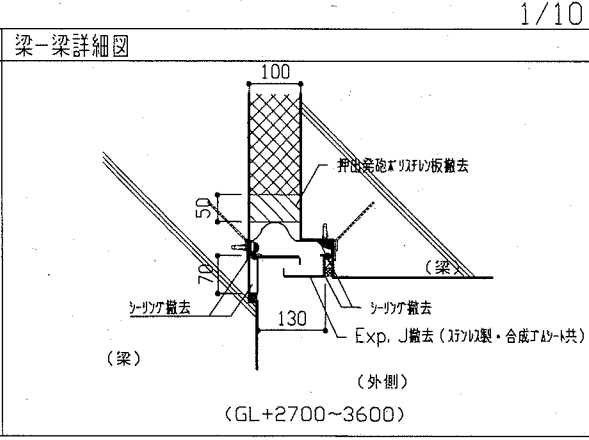 1/10
梁−梁詳細図
100
押出発砲ポリスチレン板撤去
50
70
(梁)
シーリング撤去
130
シーリング撤去
Exp. J撤去(ステンレス製・合成ゴムシート共)
(梁)
(外側)
(GL+2700~3600)